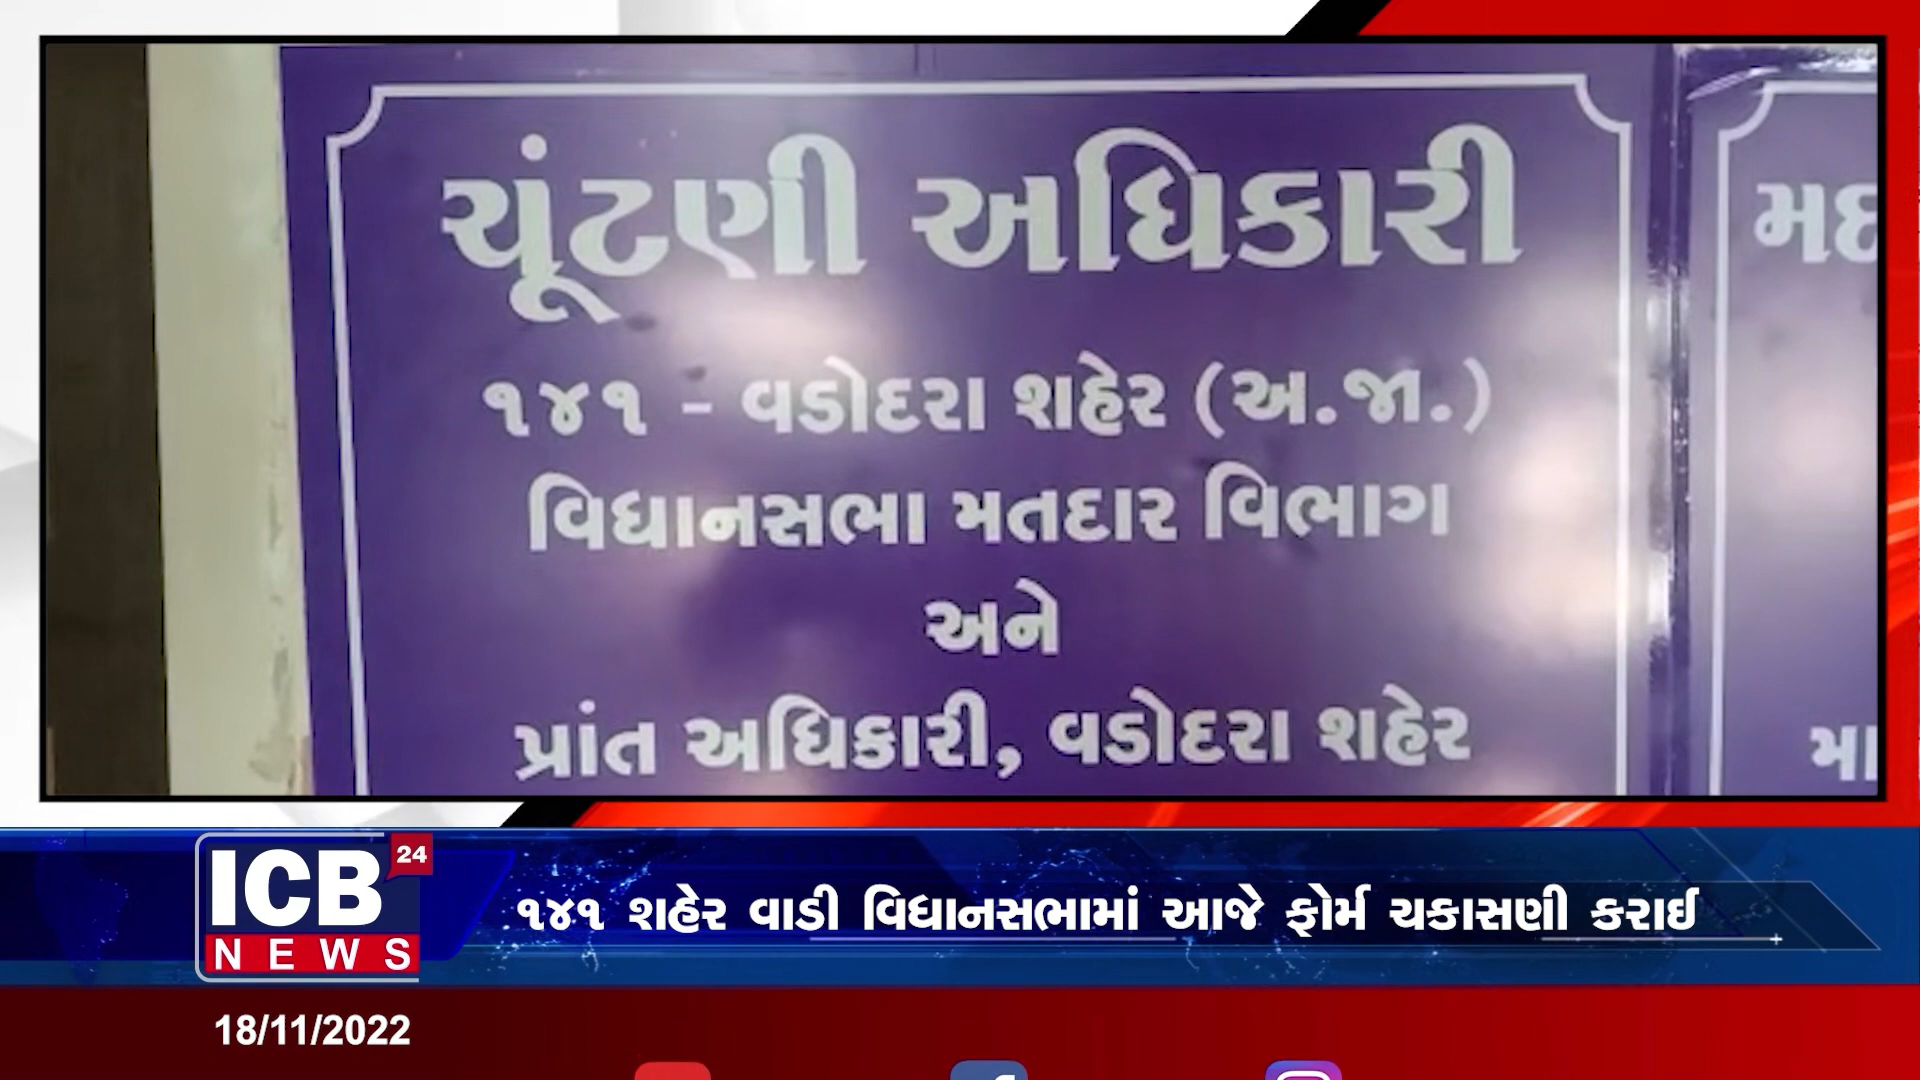 ચૂંટણી અધિકારી
૧૪૧ - વડોદરા શહેર (અ.જા.)
વિધાનસભા મતદાર વિભાગ
અને
પ્રાંત અધિકારી, વડોદરા શહેર
મદ
મા
ICB 24
NEWS
૧૪૧ શહેર વાડી વિધાનસભામાં આજે ફોર્મ ચકાસણી કરાઈ
18/11/2022